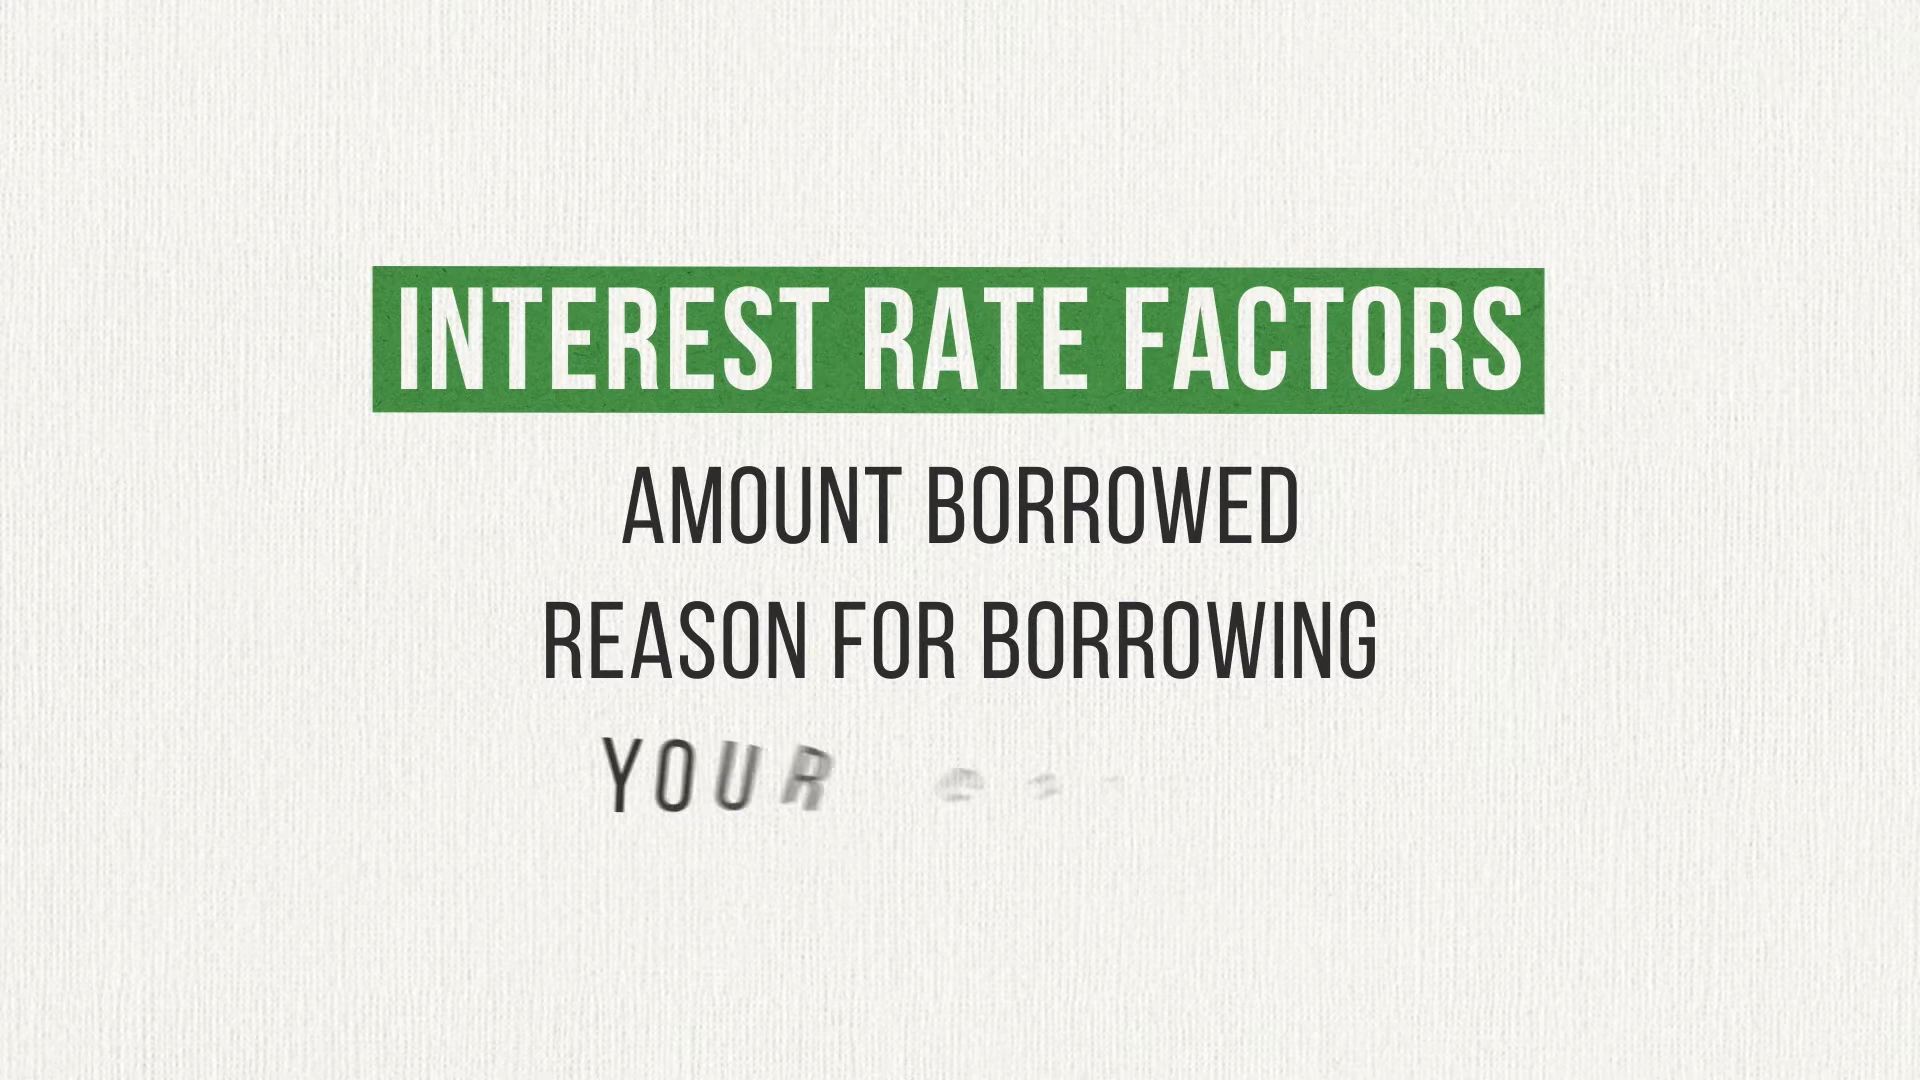 INTEREST RATE FACTORS
AMOUNT BORROWED
REASON FOR BORROWING
YOUR